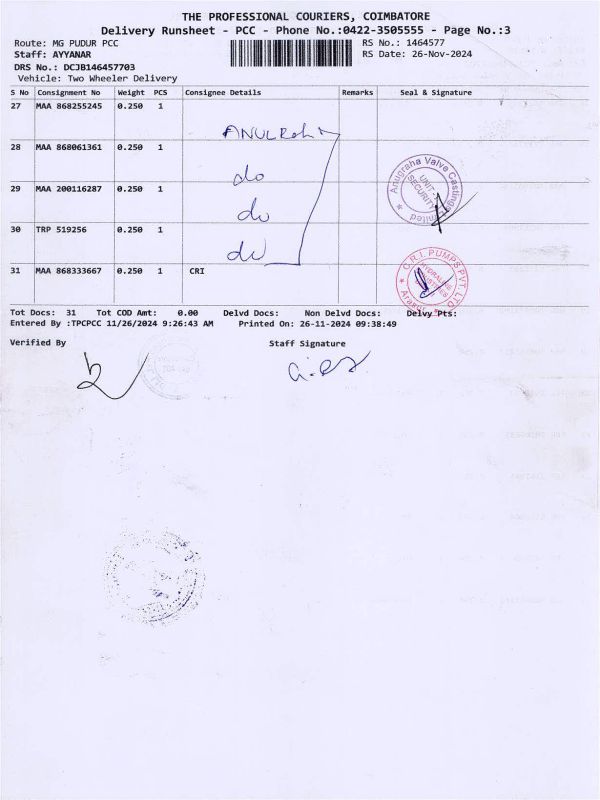 THE PROFESSIONAL COURIERS, COIMBATORE
Delivery Runsheet - PCC - Phone No.:0422-3505555 - Page No.:3
Route: MG PUDUR PCC RS No.: 1464577
Staff: AYYANAR RS Date: 26-Nov-2024
DRS No.: DCJB146457703
Vehicle: Two Wheeler Delivery
S No Consignment No Weight PCS Consignee Details Remarks Seal & Signature
27 MAA 868255245 0.250 1
28 MAA 868061361 0.250 1
do
29 MAA 200116287 0.250 1
do
30 TRP 519256 0.250 1
do
Anugraha Valve Castings Limited
UNIT-
SECURITY
31 MAA 868333667 0.250 1 CRI
C.R.I. PUMPS PVT. LTD
Tot Docs: 31 Tot COD Amt: 0.00 Delvd Docs: Non Delvd Docs: Delvy Pts:
Entered By :TPCPCC 11/26/2024 9:26:43 AM Printed On: 26-11-2024 09:38:49
Verified By Staff Signature